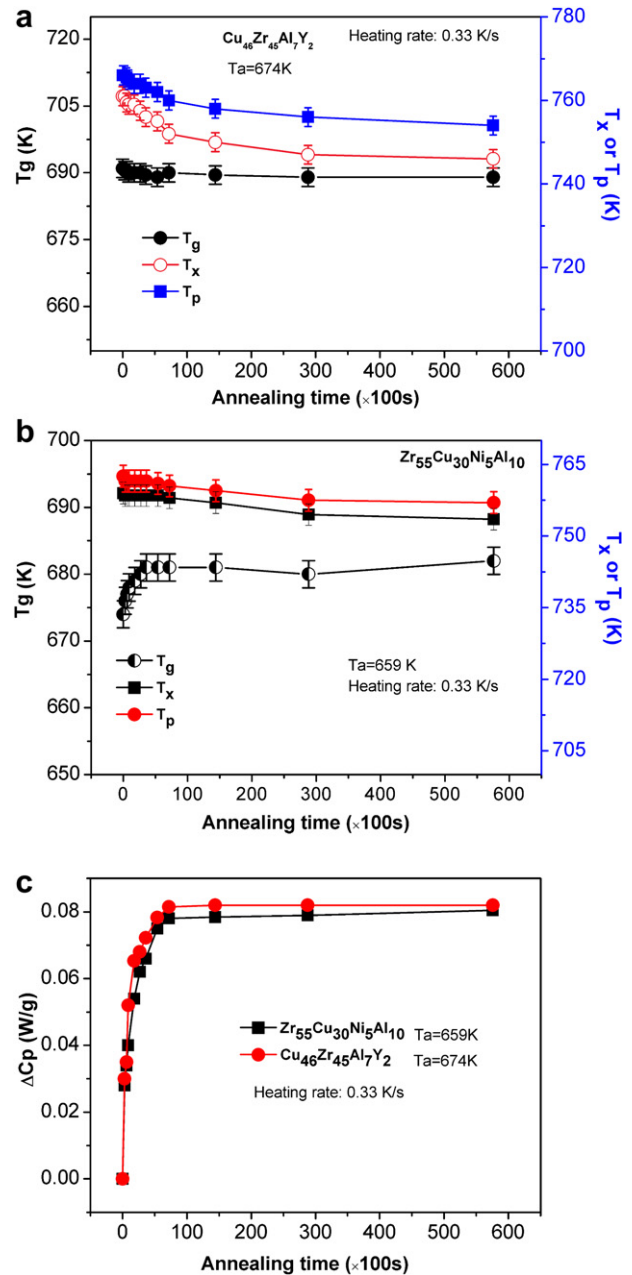 a
Cu46Zr45Al7Y2
Heating rate: 0.33 K/s
Ta=674K
720
705
690
675
660
Tg (K)
780
760
740
720
700
Tx or Tp (K)
Tg
Tx
Tp
0 100 200 300 400 500 600
Annealing time (×100s)
b
Zr55Cu30Ni5Al10
700
690
680
670
660
650
Tg (K)
765
750
735
720
705
Tx or Tp (K)
Tg
Tx
Tp
Ta=659 K
Heating rate: 0.33 K/s
0 100 200 300 400 500 600
Annealing time (×100s)
c
0.08
0.06
0.04
0.02
0.00
ΔCp (W/g)
Zr55Cu30Ni5Al10 Ta=659K
Cu46Zr45Al7Y2 Ta=674K
Heating rate: 0.33 K/s
0 100 200 300 400 500 600
Annealing time (×100s)